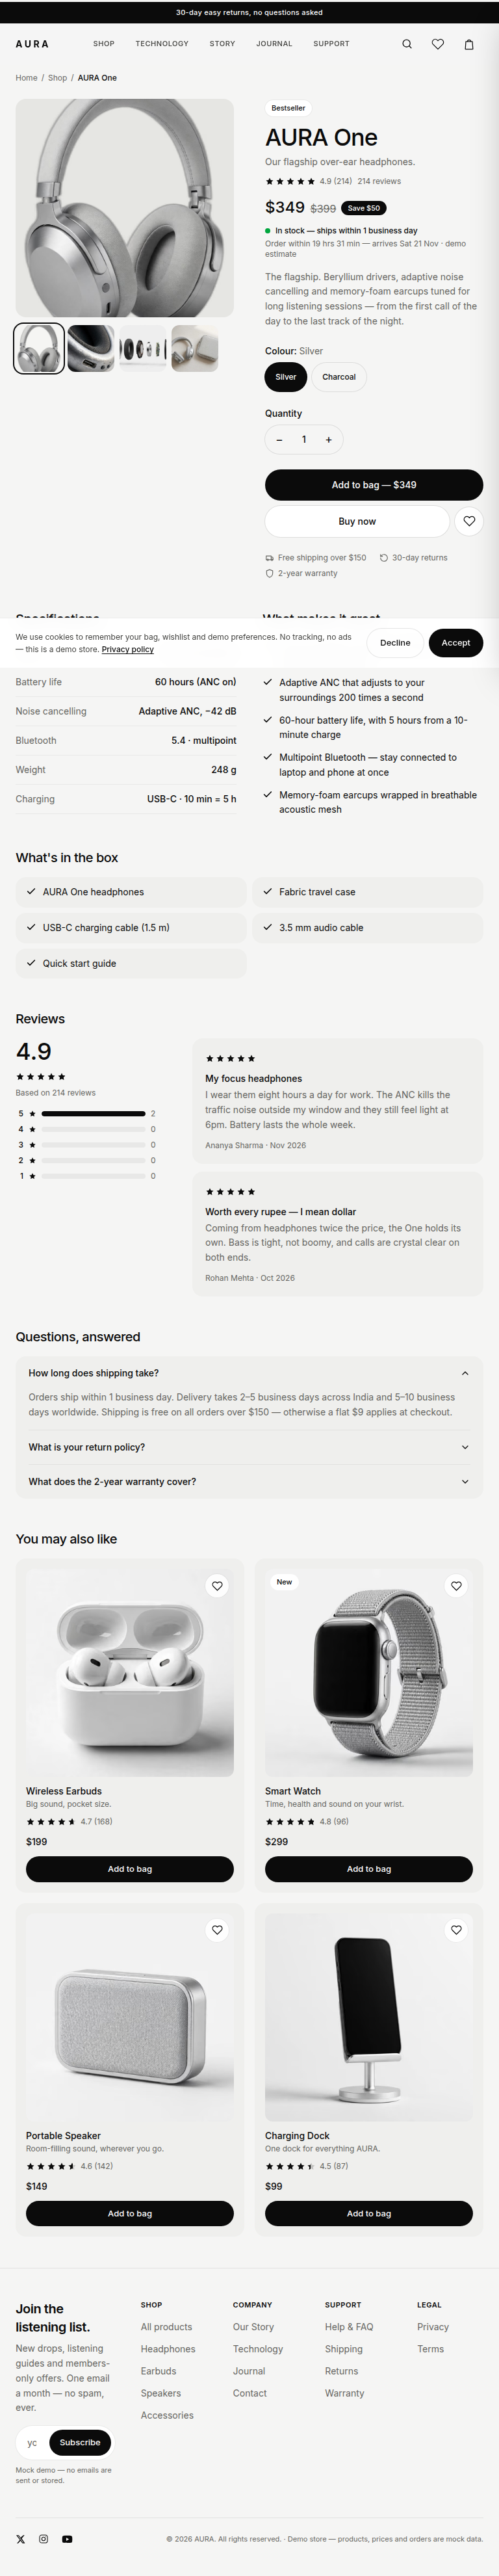 30-day easy returns, no questions asked
AURA
SHOP TECHNOLOGY STORY JOURNAL SUPPORT
Home / Shop / AURA One
Bestseller
AURA One
Our flagship over-ear headphones.
4.9 (214) 214 reviews
$349 $399 Save $50
In stock — ships within 1 business day
Order within 19 hrs 31 min — arrives Sat 21 Nov · demo
estimate
The flagship. Beryllium drivers, adaptive noise
cancelling and memory-foam earcups tuned for
long listening sessions — from the first call of the
day to the last track of the night.
Colour: Silver
Silver Charcoal
Quantity
− 1 +
Add to bag — $349
Buy now
Free shipping over $150 30-day returns
2-year warranty
Specifications What makes it great
We use cookies to remember your bag, wishlist and demo preferences. No tracking, no ads
— this is a demo store. Privacy policy
Decline Accept
Battery life 60 hours (ANC on)
Noise cancelling Adaptive ANC, −42 dB
Bluetooth 5.4 · multipoint
Weight 248 g
Charging USB-C · 10 min = 5 h
Adaptive ANC that adjusts to your
surroundings 200 times a second
60-hour battery life, with 5 hours from a 10-
minute charge
Multipoint Bluetooth — stay connected to
laptop and phone at once
Memory-foam earcups wrapped in breathable
acoustic mesh
What's in the box
AURA One headphones
Fabric travel case
USB-C charging cable (1.5 m)
3.5 mm audio cable
Quick start guide
Reviews
4.9
Based on 214 reviews
5 2
4 0
3 0
2 0
1 0
My focus headphones
I wear them eight hours a day for work. The ANC kills the
traffic noise outside my window and they still feel light at
6pm. Battery lasts the whole week.
Ananya Sharma · Nov 2026
Worth every rupee — I mean dollar
Coming from headphones twice the price, the One holds its
own. Bass is tight, not boomy, and calls are crystal clear on
both ends.
Rohan Mehta · Oct 2026
Questions, answered
How long does shipping take?
Orders ship within 1 business day. Delivery takes 2–5 business days across India and 5–10 business
days worldwide. Shipping is free on all orders over $150 — otherwise a flat $9 applies at checkout.
What is your return policy?
What does the 2-year warranty cover?
You may also like
Wireless Earbuds
Big sound, pocket size.
4.7 (168)
$199
Add to bag
New
Smart Watch
Time, health and sound on your wrist.
4.8 (96)
$299
Add to bag
Portable Speaker
Room-filling sound, wherever you go.
4.6 (142)
$149
Add to bag
Charging Dock
One dock for everything AURA.
4.5 (87)
$99
Add to bag
Join the
listening list.
New drops, listening
guides and members-
only offers. One email
a month — no spam,
ever.
yc Subscribe
Mock demo — no emails are
sent or stored.
SHOP
All products
Headphones
Earbuds
Speakers
Accessories
COMPANY
Our Story
Technology
Journal
Contact
SUPPORT
Help & FAQ
Shipping
Returns
Warranty
LEGAL
Privacy
Terms
© 2026 AURA. All rights reserved. · Demo store — products, prices and orders are mock data.